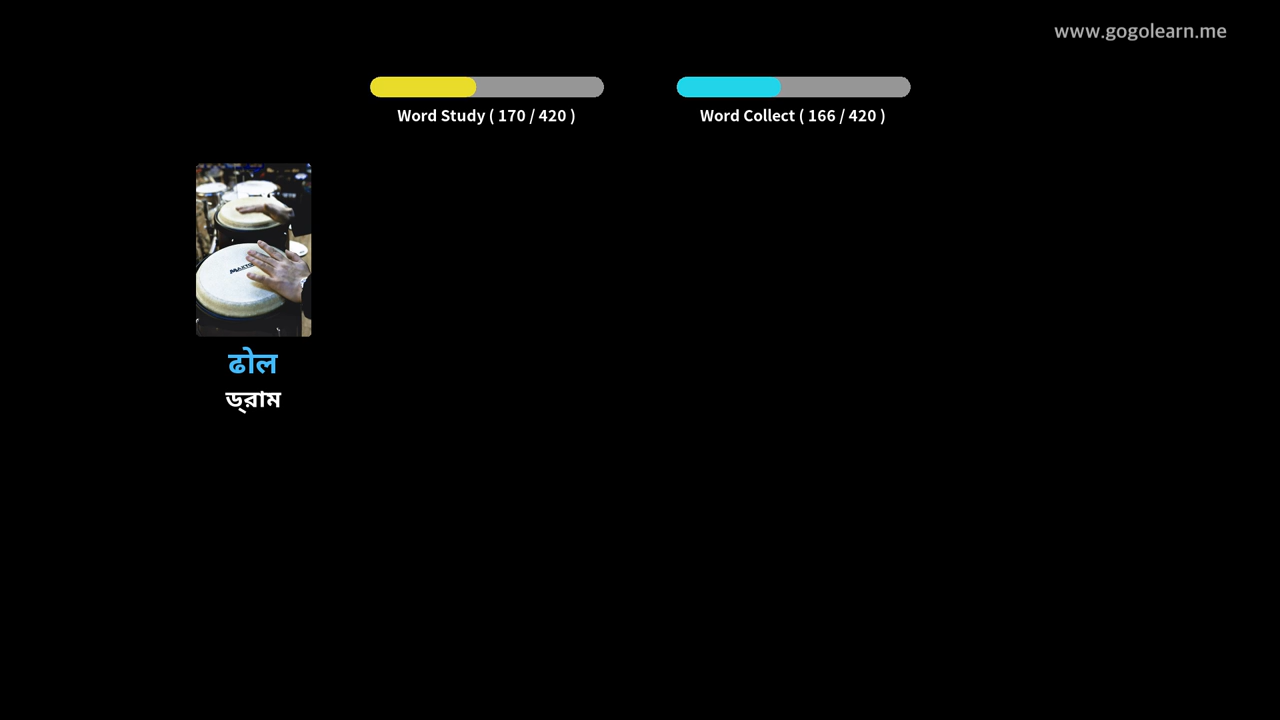 www.gogolearn.me
Word Study ( 170 / 420 )
Word Collect ( 166 / 420 )
ढोल
ড্রাম